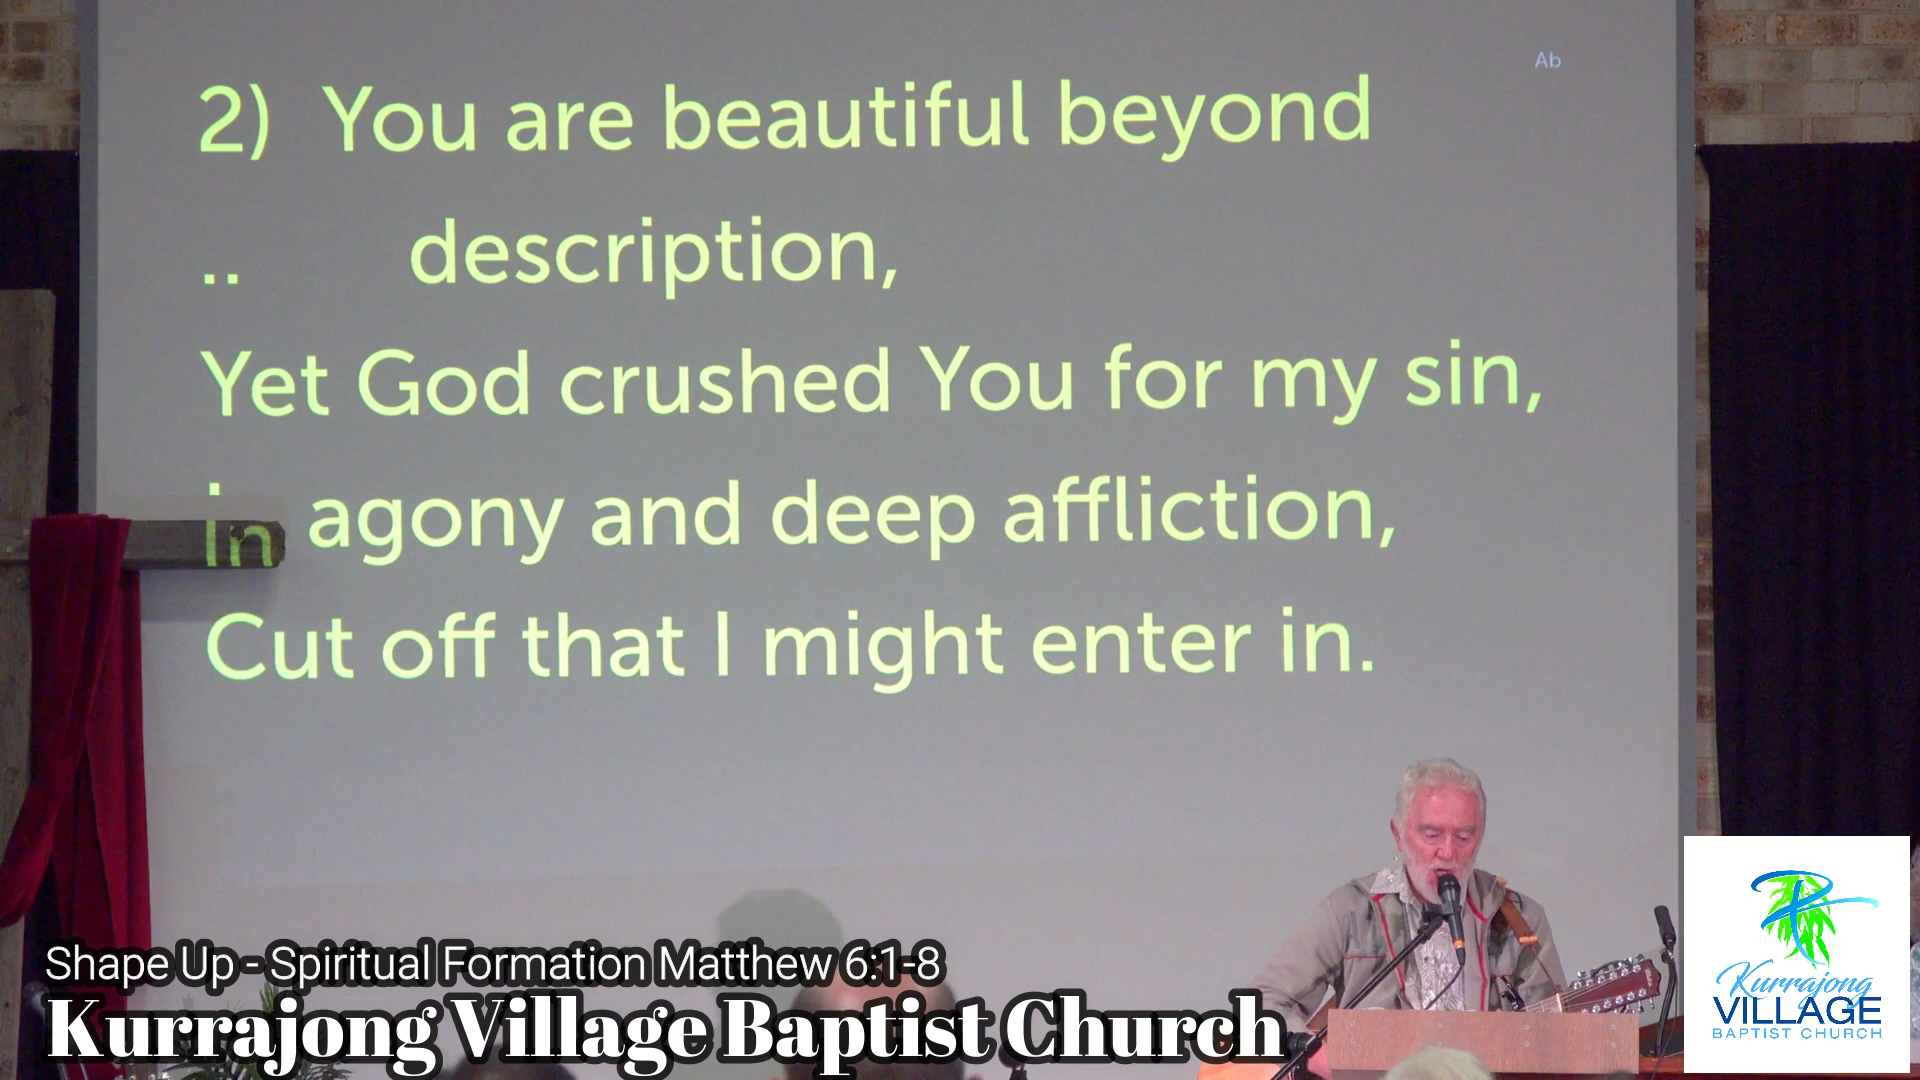 Ab
2) You are beautiful beyond
.. description,
Yet God crushed You for my sin,
in agony and deep affliction,
Cut off that I might enter in.
Shape Up - Spiritual Formation Matthew 6:1-8
Kurrajong Village Baptist Church
Kurrajong
VILLAGE
BAPTIST CHURCH